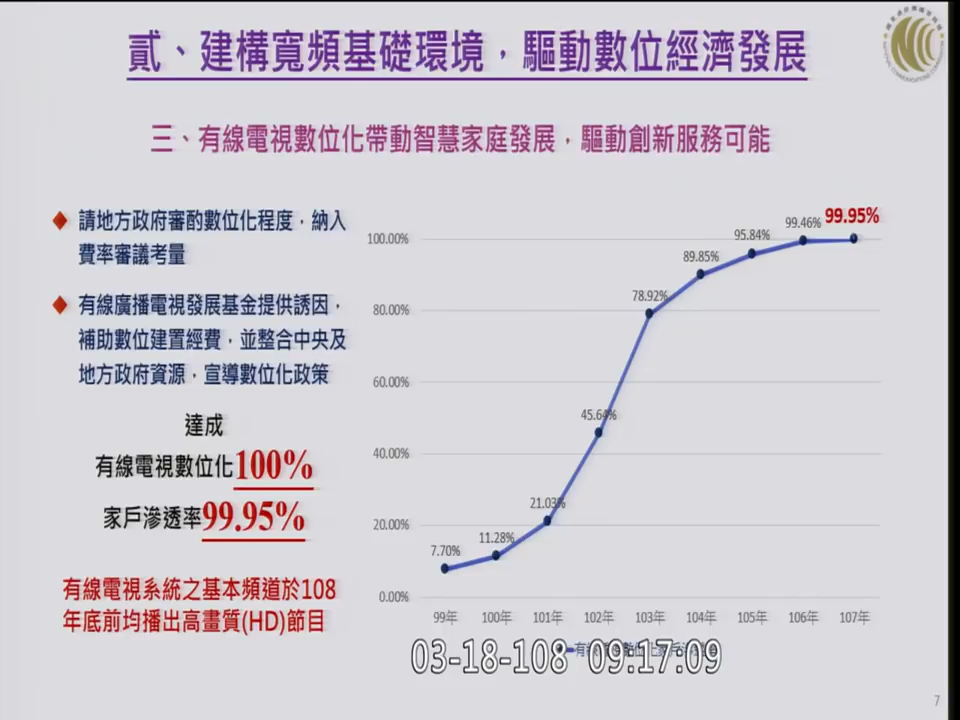 貳、建構寬頻基礎環境，驅動數位經濟發展
三、有線電視數位化帶動智慧家庭發展，驅動創新服務可能
請地方政府審酌數位化程度，納入
費率審議考量
有線廣播電視發展基金提供誘因，
補助數位建置經費，並整合中央及
地方政府資源，宣導數位化政策
達成
有線電視數位化100%
家戶滲透率99.95%
有線電視系統之基本頻道於108
年底前均播出高畫質(HD)節目
100.00%
80.00%
60.00%
40.00%
20.00%
0.00%
7.70%
11.28%
21.03%
45.64%
78.92%
89.85%
95.84%
99.46%
99.95%
99年 100年 101年 102年 103年 104年 105年 106年 107年
03-18-108 09:17:09
7